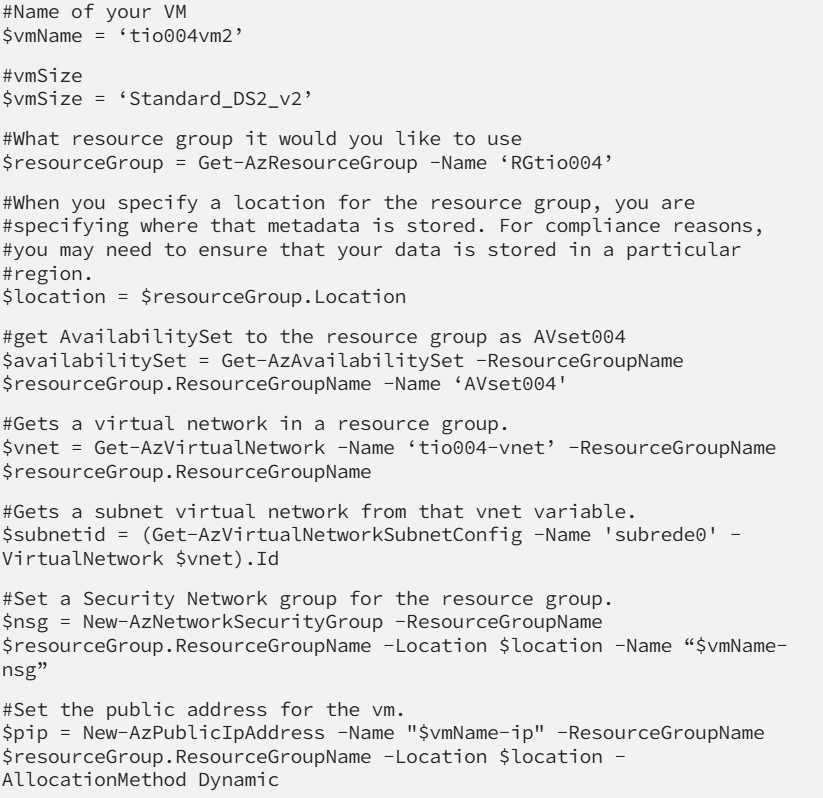 #Name of your VM
$vmName = ‘tio004vm2’
#vmSize
$vmSize = ‘Standard_DS2_v2’
#What resource group it would you like to use
$resourceGroup = Get-AzResourceGroup -Name ‘RGtio004’
#When you specify a location for the resource group, you are
#specifying where that metadata is stored. For compliance reasons,
#you may need to ensure that your data is stored in a particular
#region.
$location = $resourceGroup.Location
#get AvailabilitySet to the resource group as AVset004
$availabilitySet = Get-AzAvailabilitySet -ResourceGroupName
$resourceGroup.ResourceGroupName -Name ‘AVset004'
#Gets a virtual network in a resource group.
$vnet = Get-AzVirtualNetwork -Name ‘tio004-vnet’ -ResourceGroupName
$resourceGroup.ResourceGroupName
#Gets a subnet virtual network from that vnet variable.
$subnetid = (Get-AzVirtualNetworkSubnetConfig -Name 'subrede0' -
VirtualNetwork $vnet).Id
#Set a Security Network group for the resource group.
$nsg = New-AzNetworkSecurityGroup -ResourceGroupName
$resourceGroup.ResourceGroupName -Location $location -Name “$vmName-
nsg”
#Set the public address for the vm.
$pip = New-AzPublicIpAddress -Name "$vmName-ip" -ResourceGroupName
$resourceGroup.ResourceGroupName -Location $location -
AllocationMethod Dynamic